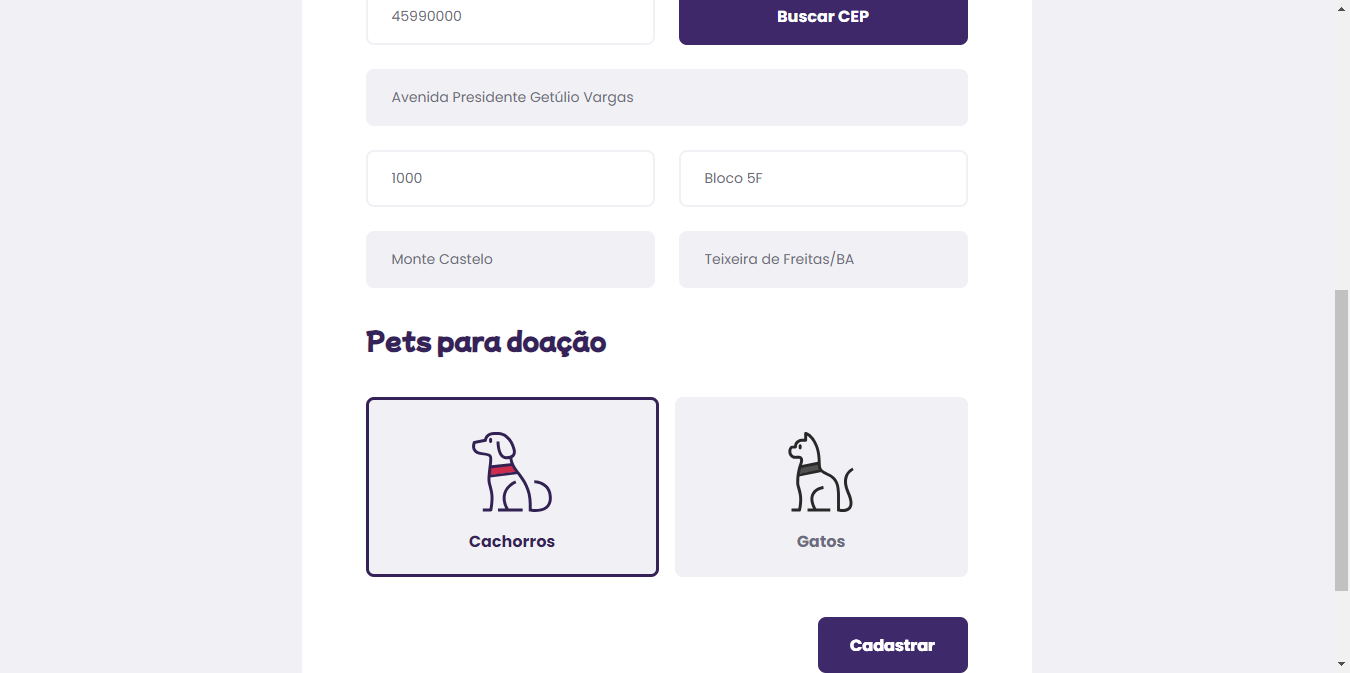 45990000
Buscar CEP
Avenida Presidente Getúlio Vargas
1000
Bloco 5F
Monte Castelo
Teixeira de Freitas/BA
Pets para doação
Cachorros
Gatos
Cadastrar